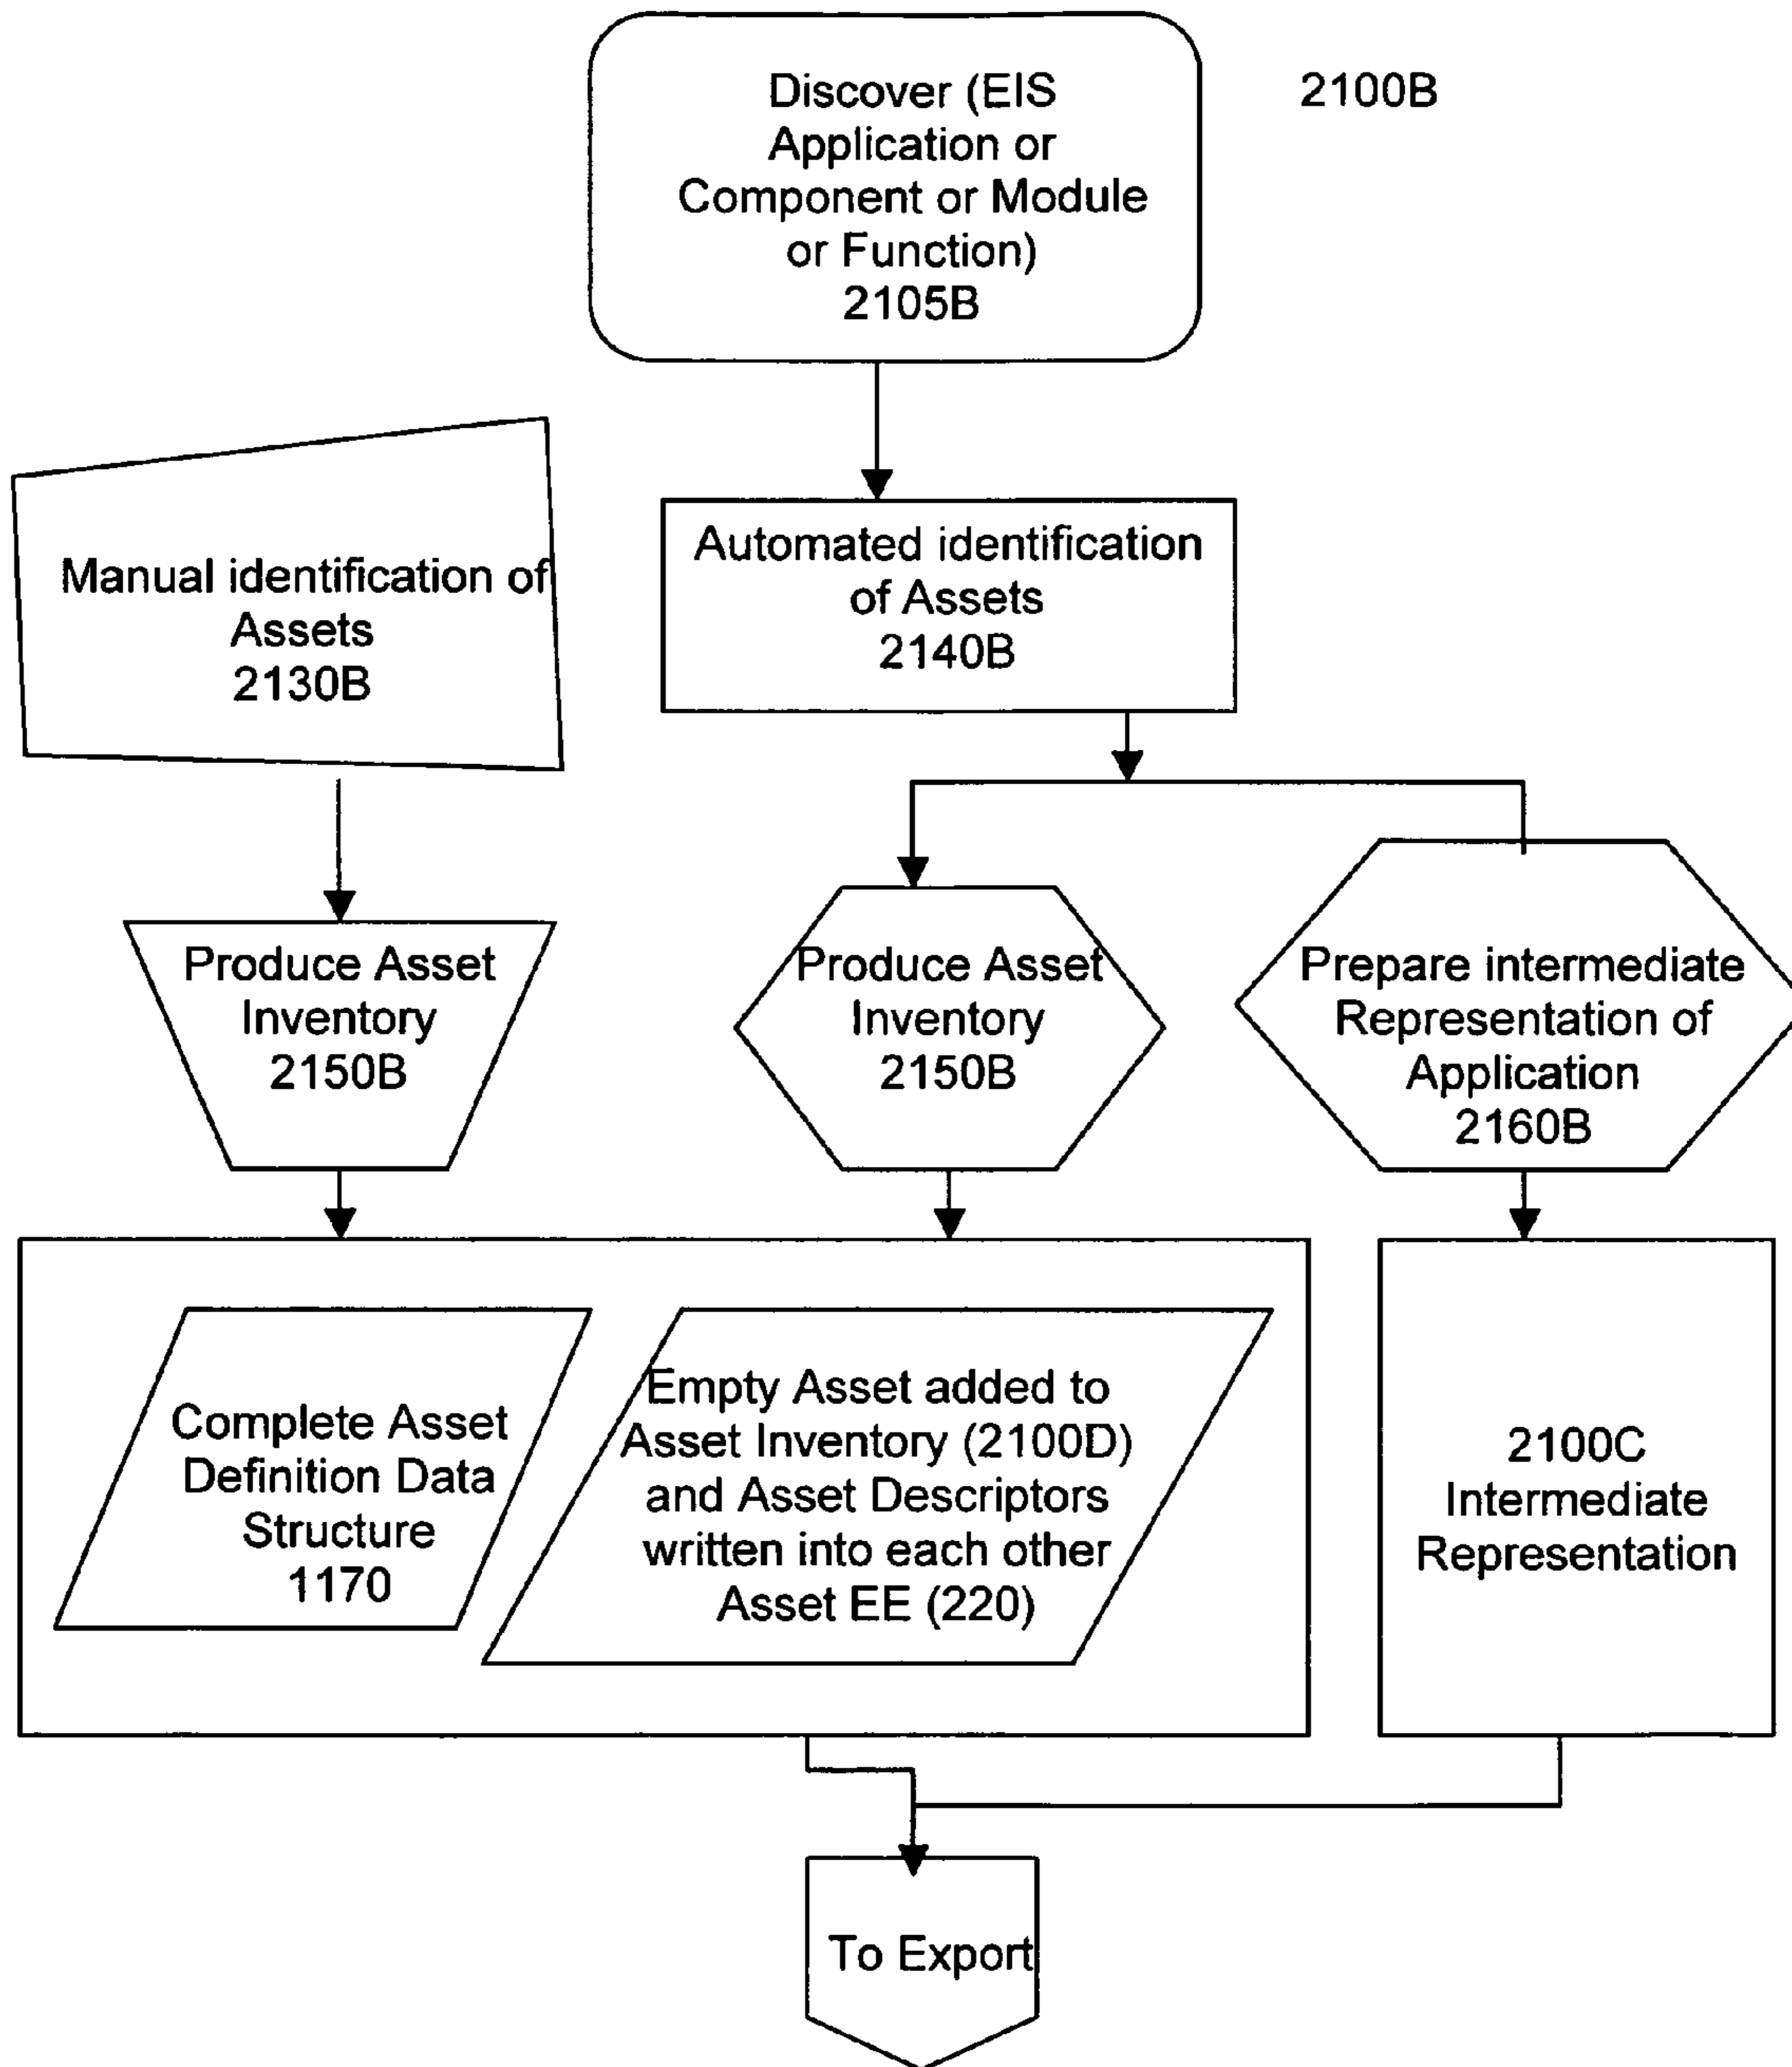 Discover (EIS
Application or
Component or Module
or Function)
2105B
2100B
Manual identification of
Assets
2130B
Automated identification
of Assets
2140B
Produce Asset
Inventory
2150B
Produce Asset
Inventory
2150B
Prepare intermediate
Representation of
Application
2160B
Complete Asset
Definition Data
Structure
1170
Empty Asset added to
Asset Inventory (2100D)
and Asset Descriptors
written into each other
Asset EE (220)
2100C
Intermediate
Representation
To Export